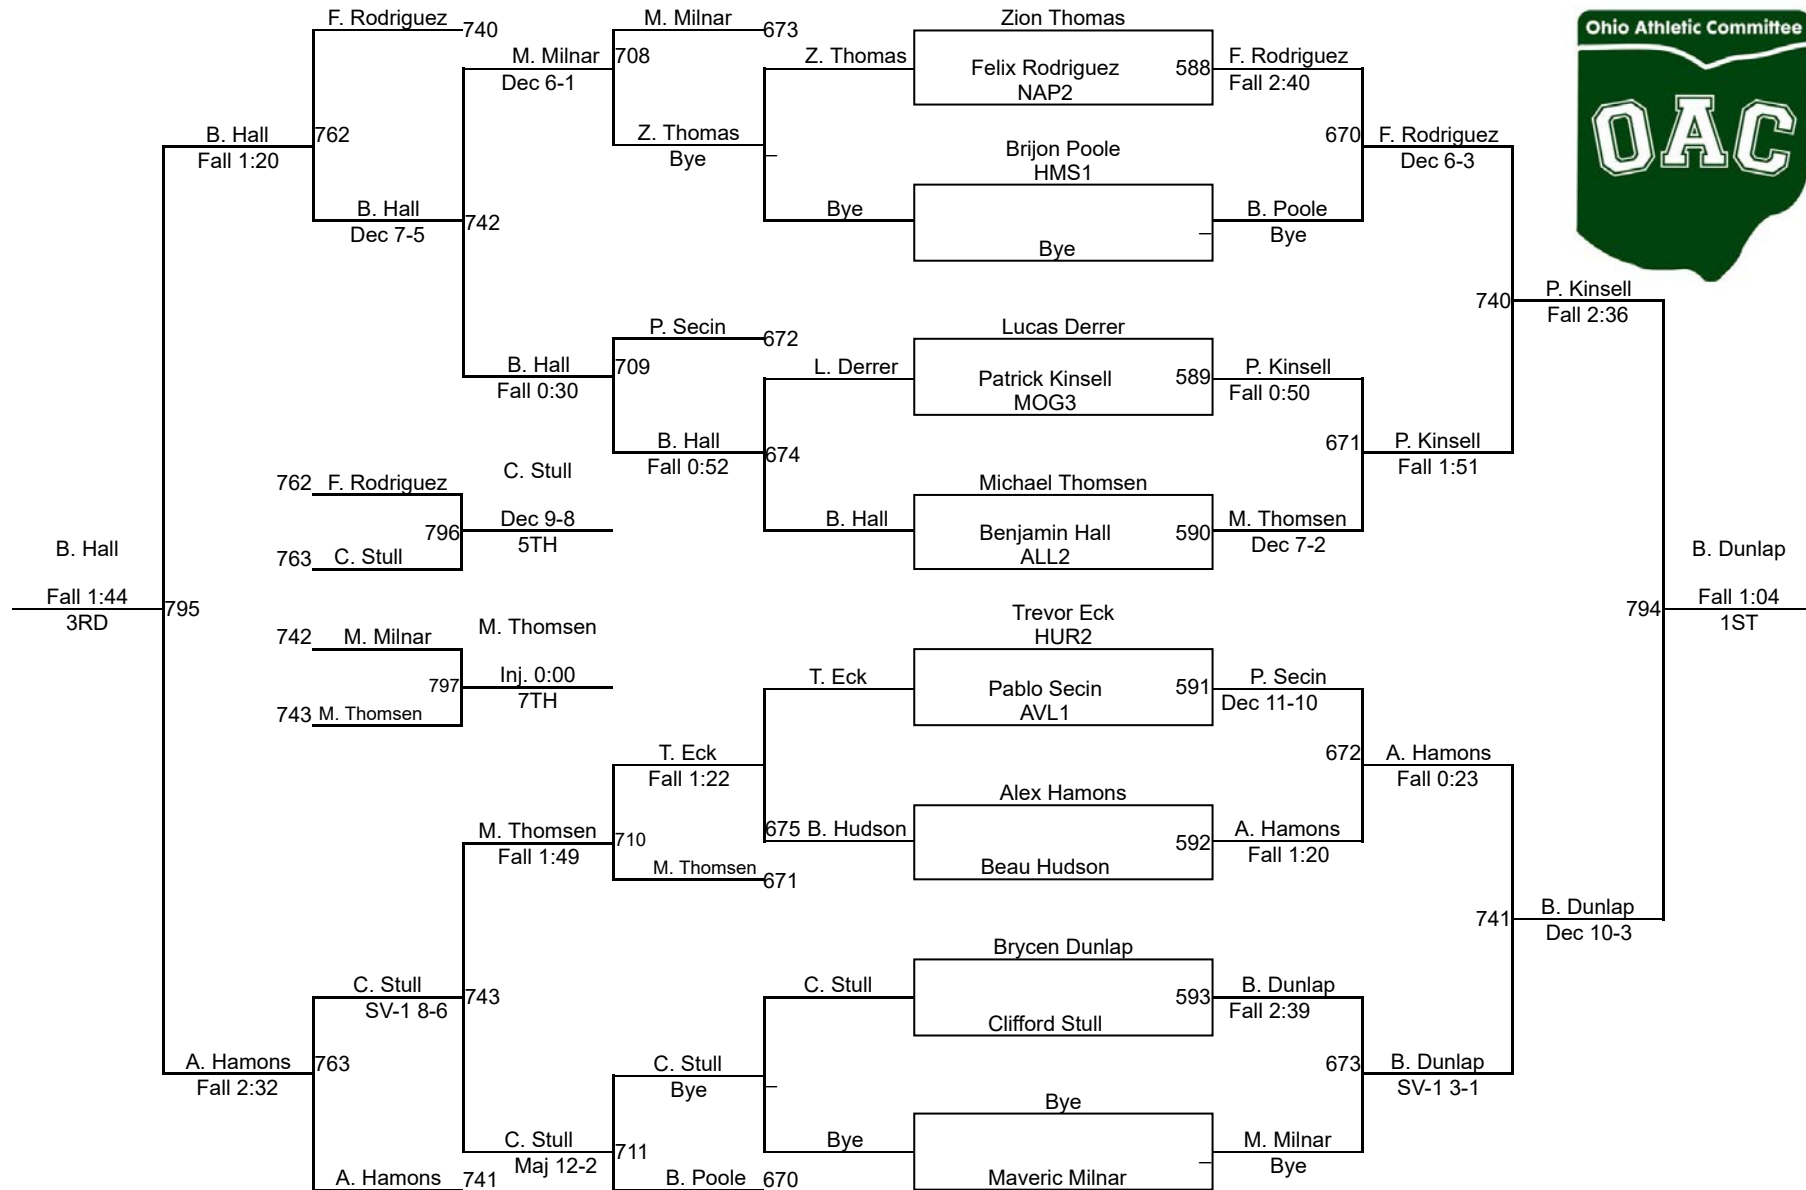 F. Rodriguez
740
M. Milnar
673
Zion Thomas
Ohio Athletic Committee
OAC
M. Milnar
708
Dec 6-1
Z. Thomas
Felix Rodriguez
NAP2
588
F. Rodriguez
Fall 2:40
B. Hall
762
Fall 1:20
Z. Thomas
Bye
Brijon Poole
HMS1
670
F. Rodriguez
Dec 6-3
B. Hall
Dec 7-5
742
Bye
Bye
B. Poole
Bye
740
P. Kinsell
Fall 2:36
P. Secin
672
Lucas Derrer
B. Hall
709
Fall 0:30
L. Derrer
Patrick Kinsell
MOG3
589
P. Kinsell
Fall 0:50
B. Hall
Fall 0:52
674
671
P. Kinsell
Fall 1:51
762
F. Rodriguez
C. Stull
Michael Thomsen
796
Dec 9-8
5TH
B. Hall
Benjamin Hall
ALL2
590
M. Thomsen
Dec 7-2
763
C. Stull
B. Hall
Fall 1:44
3RD
795
B. Dunlap
794
Fall 1:04
1ST
742
M. Milnar
M. Thomsen
Trevor Eck
HUR2
797
Inj. 0:00
7TH
T. Eck
Pablo Secin
AVL1
591
P. Secin
Dec 11-10
743
M. Thomsen
T. Eck
Fall 1:22
672
A. Hamons
Fall 0:23
Alex Hamons
M. Thomsen
Fall 1:49
710
675
B. Hudson
Beau Hudson
592
A. Hamons
Fall 1:20
M. Thomsen
671
741
B. Dunlap
Dec 10-3
Brycen Dunlap
C. Stull
SV-1 8-6
743
C. Stull
Clifford Stull
593
B. Dunlap
Fall 2:39
A. Hamons
763
Fall 2:32
C. Stull
Bye
673
B. Dunlap
SV-1 3-1
Bye
C. Stull
Maj 12-2
711
Bye
Maveric Milnar
M. Milnar
Bye
A. Hamons
741
B. Poole
670